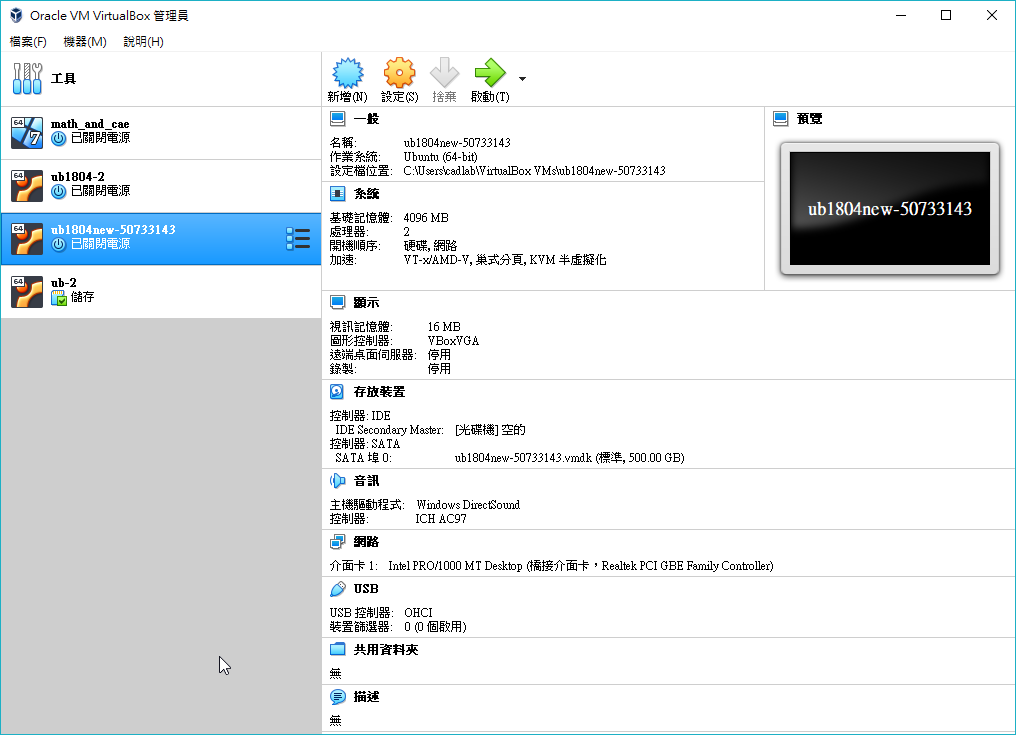 Oracle VM VirtualBox 管理員
檔案(F) 機器(M) 說明(H)
工具
新增(N) 設定(S) 捨棄 啟動(T)
64
math_and_cae
已關閉電源
64
ub1804-2
已關閉電源
64
ub1804new-50733143
已關閉電源
64
ub-2
儲存
一般
名稱: ub1804new-50733143
作業系統: Ubuntu (64-bit)
設定檔位置: C:\Users\cadlab\VirtualBox VMs\ub1804new-50733143
預覽
ub1804new-50733143
系統
基礎記憶體: 4096 MB
處理器: 2
開機順序: 硬碟, 網路
加速: VT-x/AMD-V, 巢式分頁, KVM 半虛擬化
顯示
視訊記憶體: 16 MB
圖形控制器: VBoxVGA
遠端桌面伺服器: 停用
錄製: 停用
存放裝置
控制器: IDE
IDE Secondary Master: [光碟機] 空的
控制器: SATA
SATA 埠 0: ub1804new-50733143.vmdk (標準, 500.00 GB)
音訊
主機驅動程式: Windows DirectSound
控制器: ICH AC97
網路
介面卡 1: Intel PRO/1000 MT Desktop (橋接介面卡，Realtek PCI GBE Family Controller)
USB
USB 控制器: OHCI
裝置篩選器: 0 (0 個啟用)
共用資料夾
無
描述
無